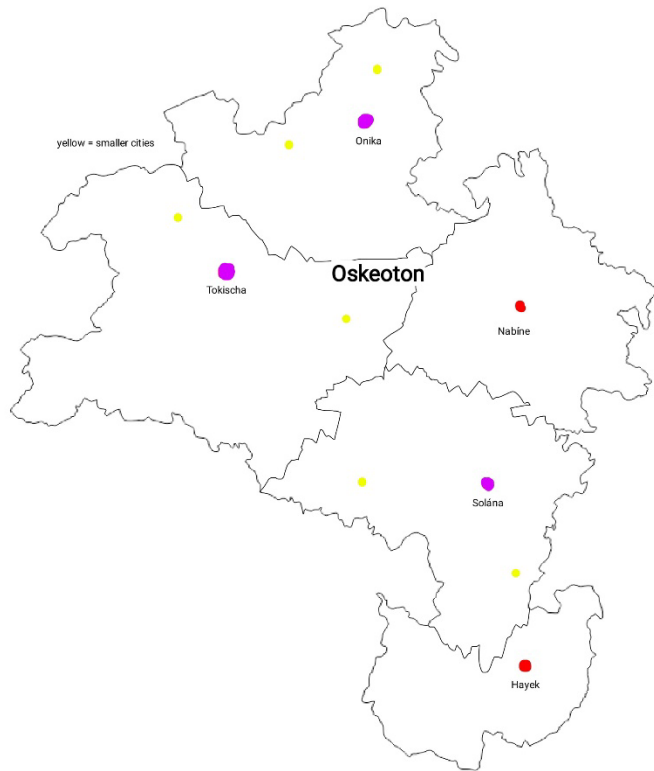 yellow = smaller cities
Onika
Oskeoton
Tokischa
Nabíne
Solána
Hayek